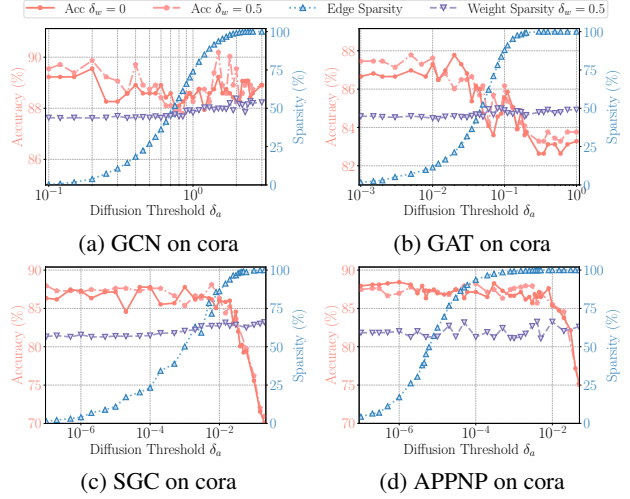 Acc δw = 0 Acc δw = 0.5 Edge Sparsity Weight Sparsity δw = 0.5
90
88
86
Accuracy (%)
100
75
50
25
0
Sparsity (%)
10⁻¹ 10⁰
Diffusion Threshold δa
(a) GCN on cora
88
86
84
82
Accuracy (%)
100
75
50
25
0
Sparsity (%)
10⁻³ 10⁻² 10⁻¹ 10⁰
Diffusion Threshold δa
(b) GAT on cora
90
85
80
75
70
Accuracy (%)
100
75
50
25
0
Sparsity (%)
10⁻⁶ 10⁻⁴ 10⁻²
Diffusion Threshold δa
(c) SGC on cora
90
85
80
75
70
Accuracy (%)
100
75
50
25
0
Sparsity (%)
10⁻⁶ 10⁻⁴ 10⁻²
Diffusion Threshold δa
(d) APPNP on cora